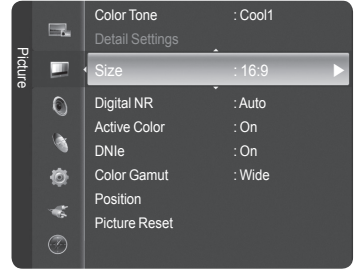 Picture
Color Tone : Cool1
Detail Settings
Size : 16:9
Digital NR : Auto
Active Color : On
DNIe : On
Color Gamut : Wide
Position
Picture Reset